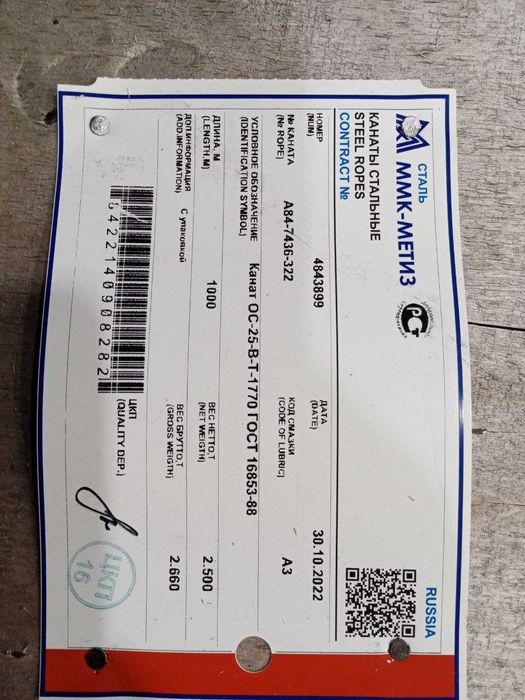 СТАЛЬ
ММК-МЕТИЗ
РСТ
RUSSIA
КАНАТЫ СТАЛЬНЫЕ
STEEL ROPES
CONTRACT №
НОМЕР
(NUM)
4843899
ДАТА
(DATE)
30.10.2022
№ КАНАТА
(№ ROPE)
А84-7436-322
КОД СМАЗКИ
(CODE OF LUBRIC)
А3
УСЛОВНОЕ ОБОЗНАЧЕНИЕ
(IDENTIFICATION SYMBOL)
Канат ОС-25-В-Т-1770 ГОСТ 16853-88
ДЛИНА, М
(LENGTH,M)
1000
ВЕС НЕТТО,Т
(NET WEIGTH)
2.500
ДОП.ИНФОРМАЦИЯ
(ADD.INFORMATION)
С упаковкой
ВЕС БРУТТО,Т
(GROSS WEIGTH)
2.660
6422140908282
ЦКП
(QUALITY DEP.)
ЦКП
16